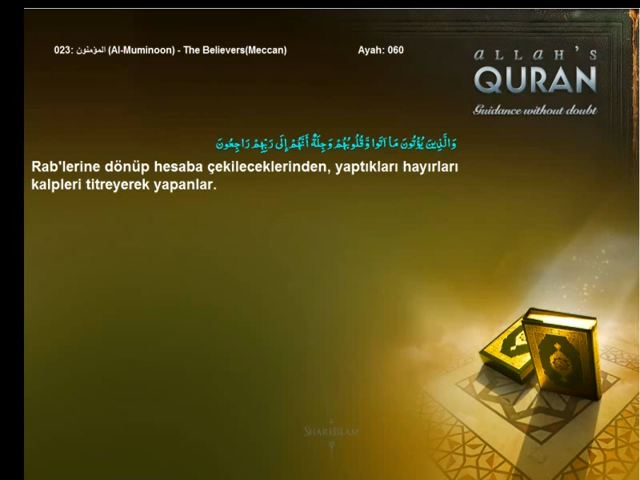 023: المؤمنون (Al-Muminoon) - The Believers(Meccan) Ayah: 060
ALLAH'S
QURAN
Guidance without doubt
وَالَّذِينَ يُؤْتُونَ مَا آتَوا وَّقُلُوبُهُمْ وَجِلَةٌ أَنَّهُمْ إِلَى رَبِّهِمْ رَاجِعُونَ
Rab'lerine dönüp hesaba çekileceklerinden, yaptıkları hayırları
kalpleri titreyerek yapanlar.
SHAREISLAM